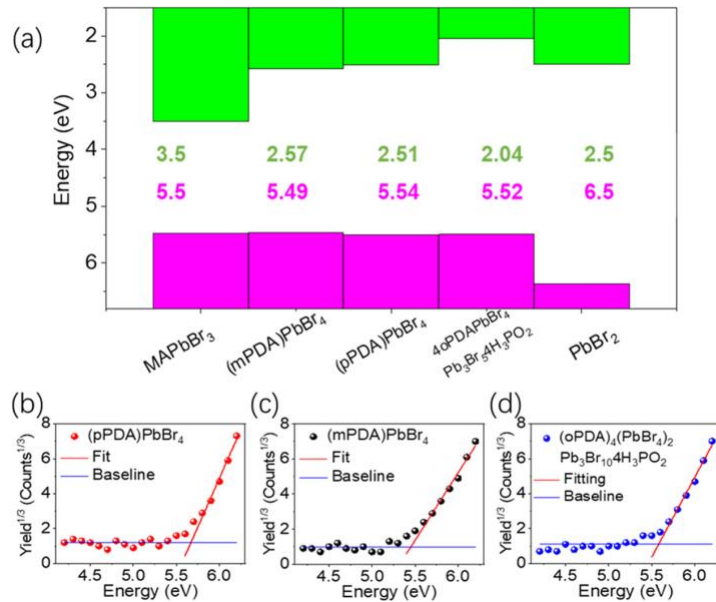 (a)
2
3
4
5
6
Energy (eV)
3.5 2.57 2.51 2.04 2.5
5.5 5.49 5.54 5.52 6.5
MAPbBr3
(mPDA)PbBr4
(pPDA)PbBr4
4oPDAPbBr4
Pb3Br54H3PO2
PbBr2
(b)
8
6
4
2
0
Yield1/3 (Counts1/3)
(pPDA)PbBr4
Fit
Baseline
4.5 5.0 5.5 6.0
Energy (eV)
(c)
8
6
4
2
0
Yield1/3 (Counts1/3)
(mPDA)PbBr4
Fit
Baseline
4.5 5.0 5.5 6.0
Energy (eV)
(d)
8
6
4
2
0
Yield1/3 (Counts1/3)
(oPDA)4(PbBr4)2
Pb3Br104H3PO2
Fitting
Baseline
4.5 5.0 5.5 6.0
Energy (eV)